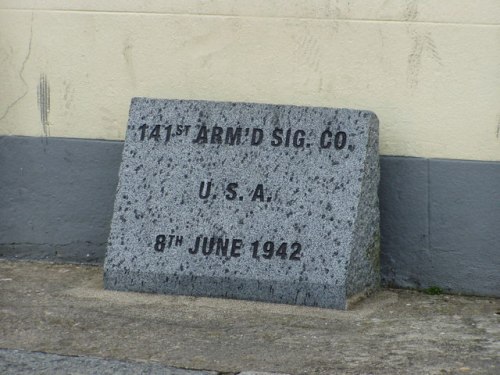 141ST ARM'D SIG. CO.
U. S. A.
8TH JUNE 1942